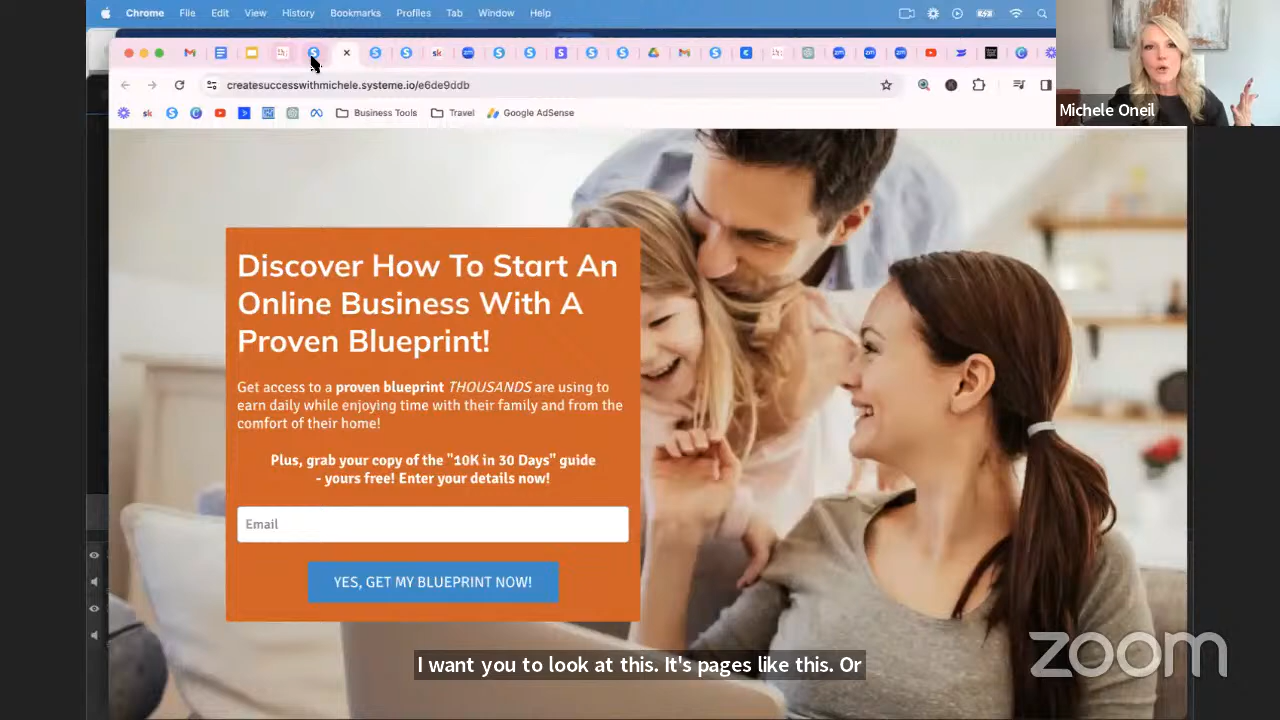 Chrome File Edit View History Bookmarks Profiles Tab Window Help
createsuccesswithmichele.systeme.io/e6de9ddb
Business Tools Travel Google AdSense
Michele Oneil
Discover How To Start An
Online Business With A
Proven Blueprint!
Get access to a proven blueprint THOUSANDS are using to
earn daily while enjoying time with their family and from the
comfort of their home!
Plus, grab your copy of the "10K in 30 Days" guide
- yours free! Enter your details now!
Email
YES, GET MY BLUEPRINT NOW!
I want you to look at this. It's pages like this. Or
zoom